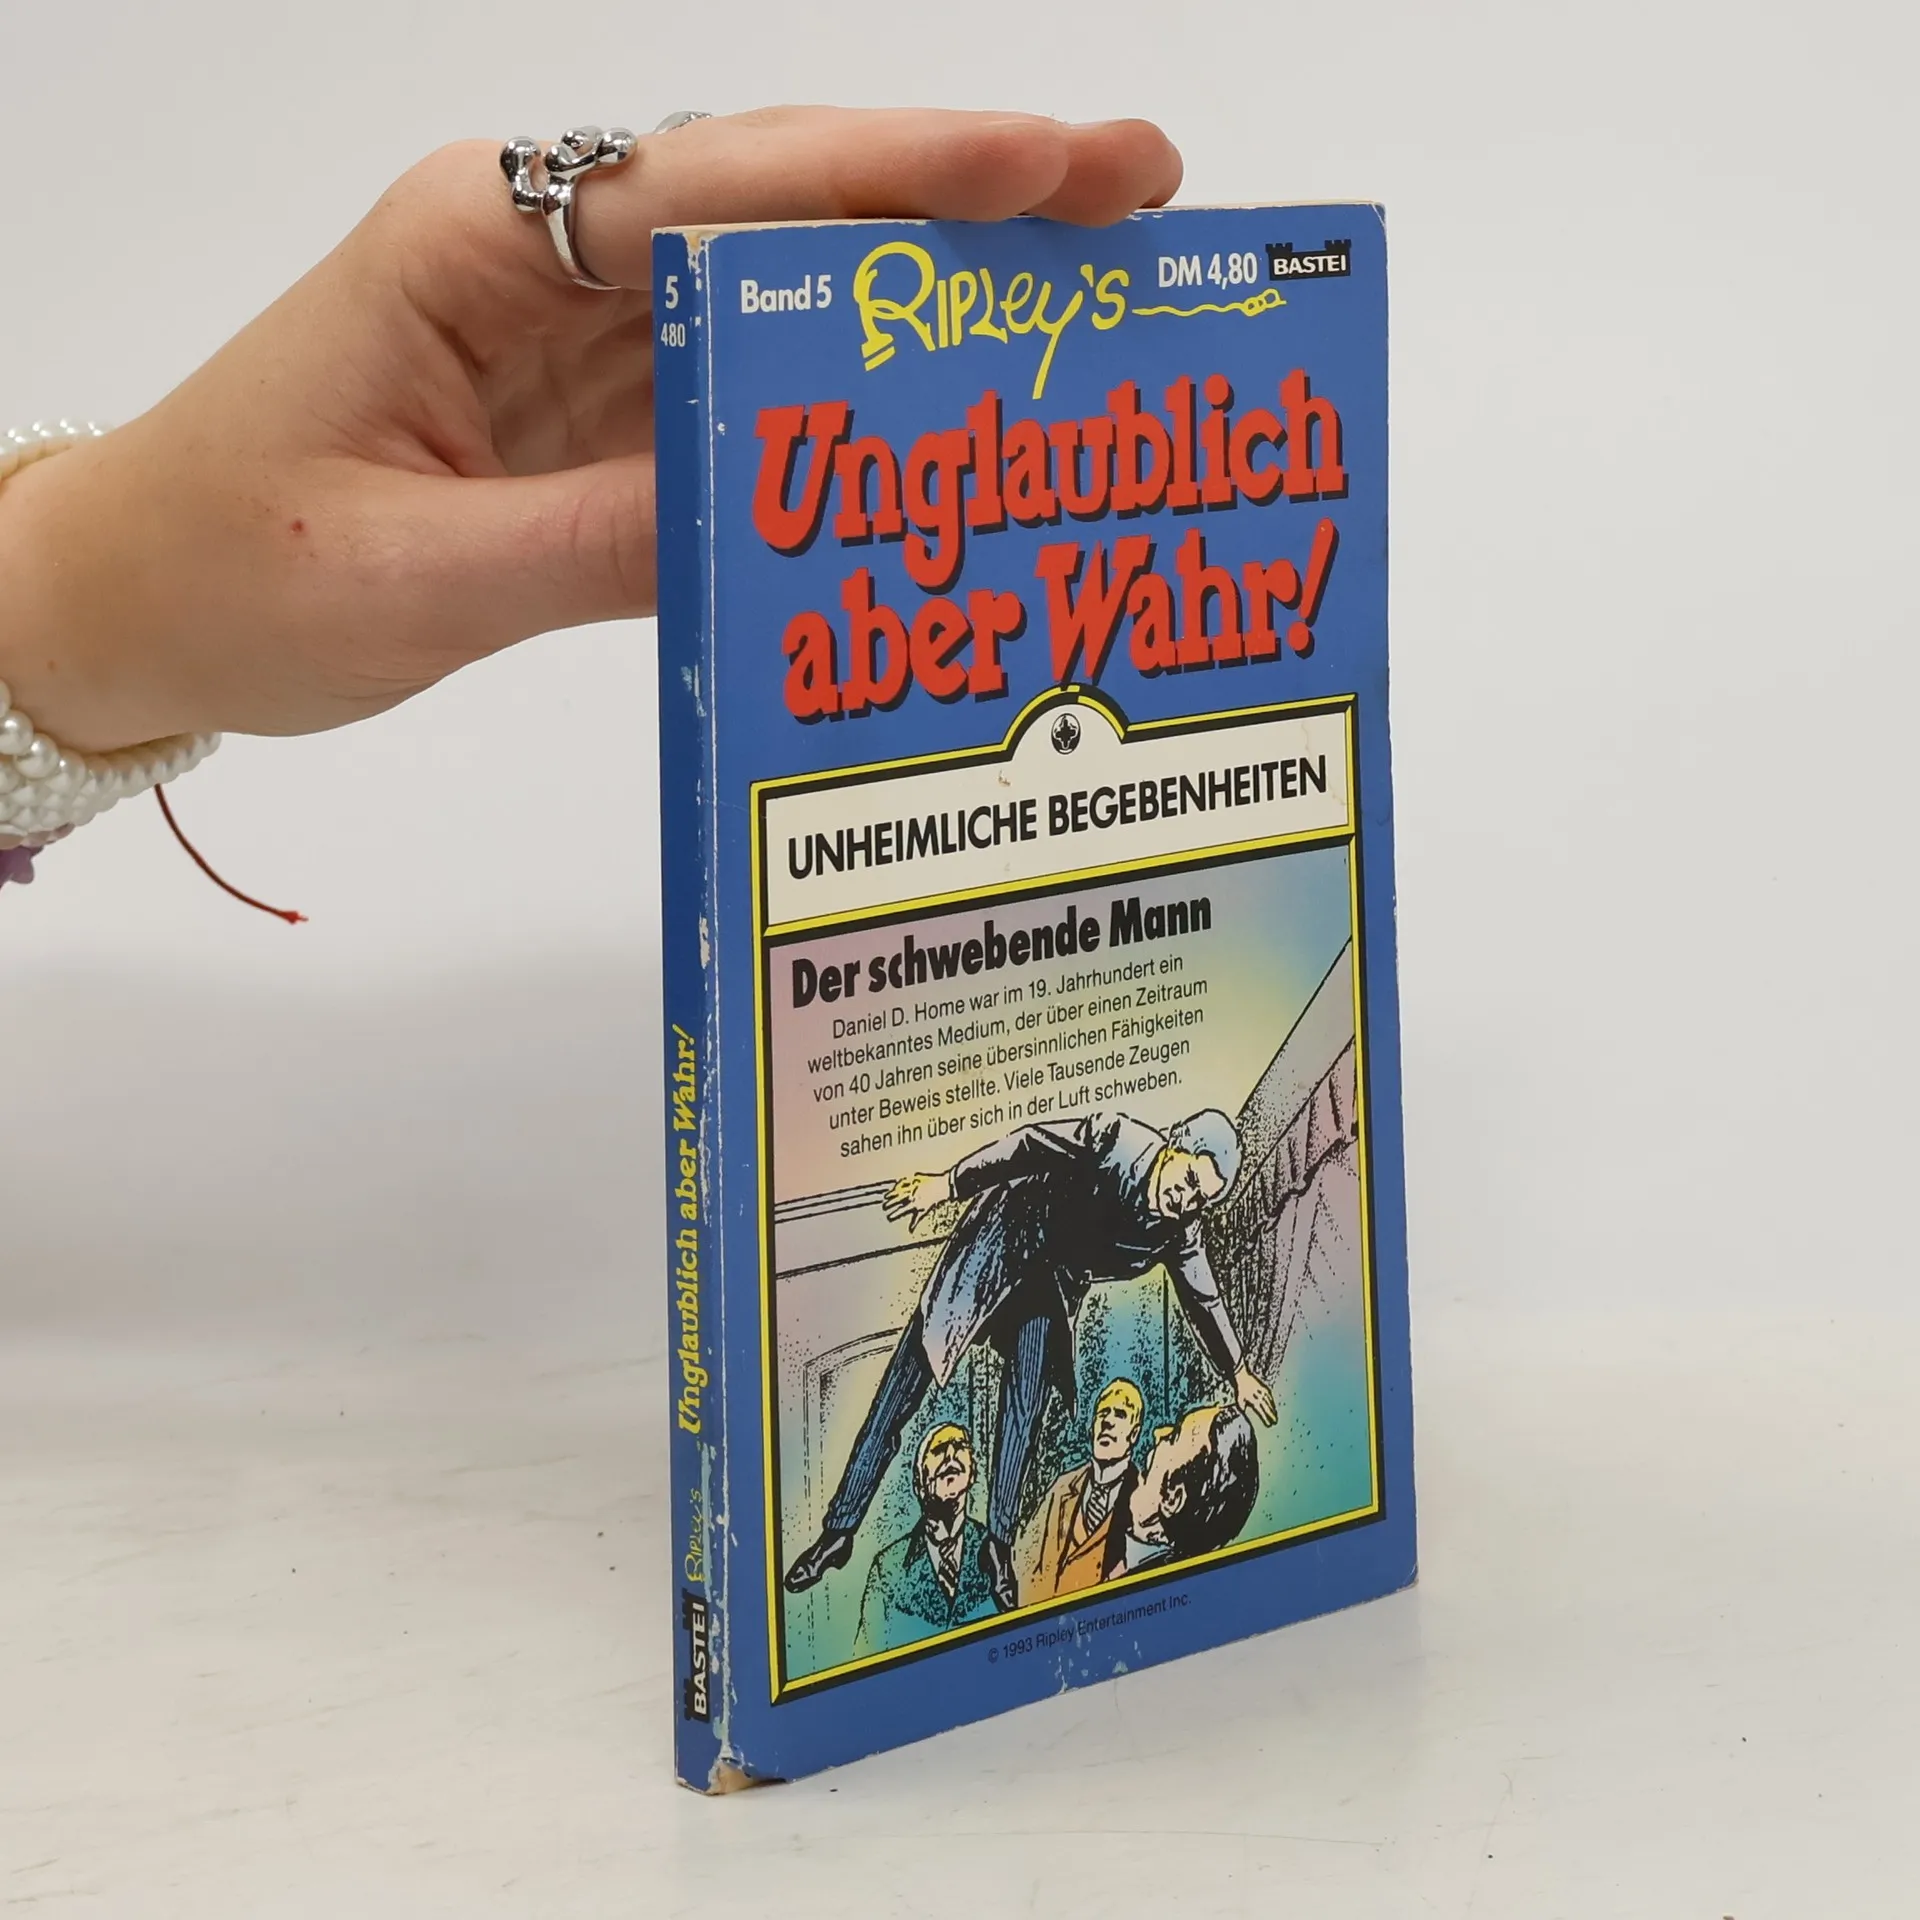 Band 5
Ripley's
DM 4,80
BASTEI
Unglaublich
aber Wahr!
UNHEIMLICHE BEGEBENHEITEN
Der schwebende Mann
Daniel D. Home war im 19. Jahrhundert ein
weltbekanntes Medium, der über einen Zeitraum
von 40 Jahren seine übersinnlichen Fähigkeiten
unter Beweis stellte. Viele Tausende Zeugen
sahen ihn über sich in der Luft schweben.
© 1993 Ripley Entertainment Inc.
5
480
BASTEI Ripley's Unglaublich aber Wahr!